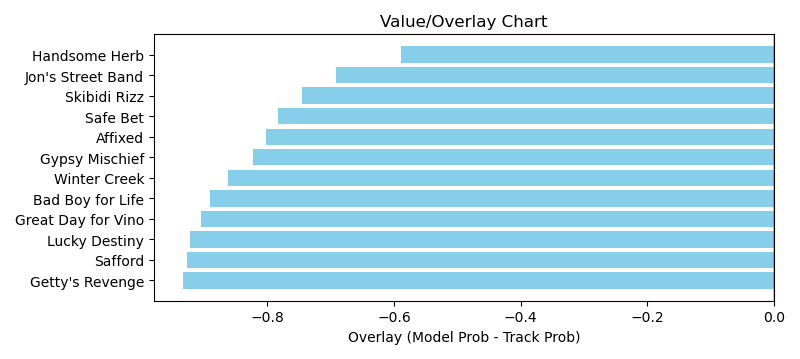 Value/Overlay Chart
Handsome Herb
Jon's Street Band
Skibidi Rizz
Safe Bet
Affixed
Gypsy Mischief
Winter Creek
Bad Boy for Life
Great Day for Vino
Lucky Destiny
Safford
Getty's Revenge
−0.8 −0.6 −0.4 −0.2 0.0
Overlay (Model Prob - Track Prob)